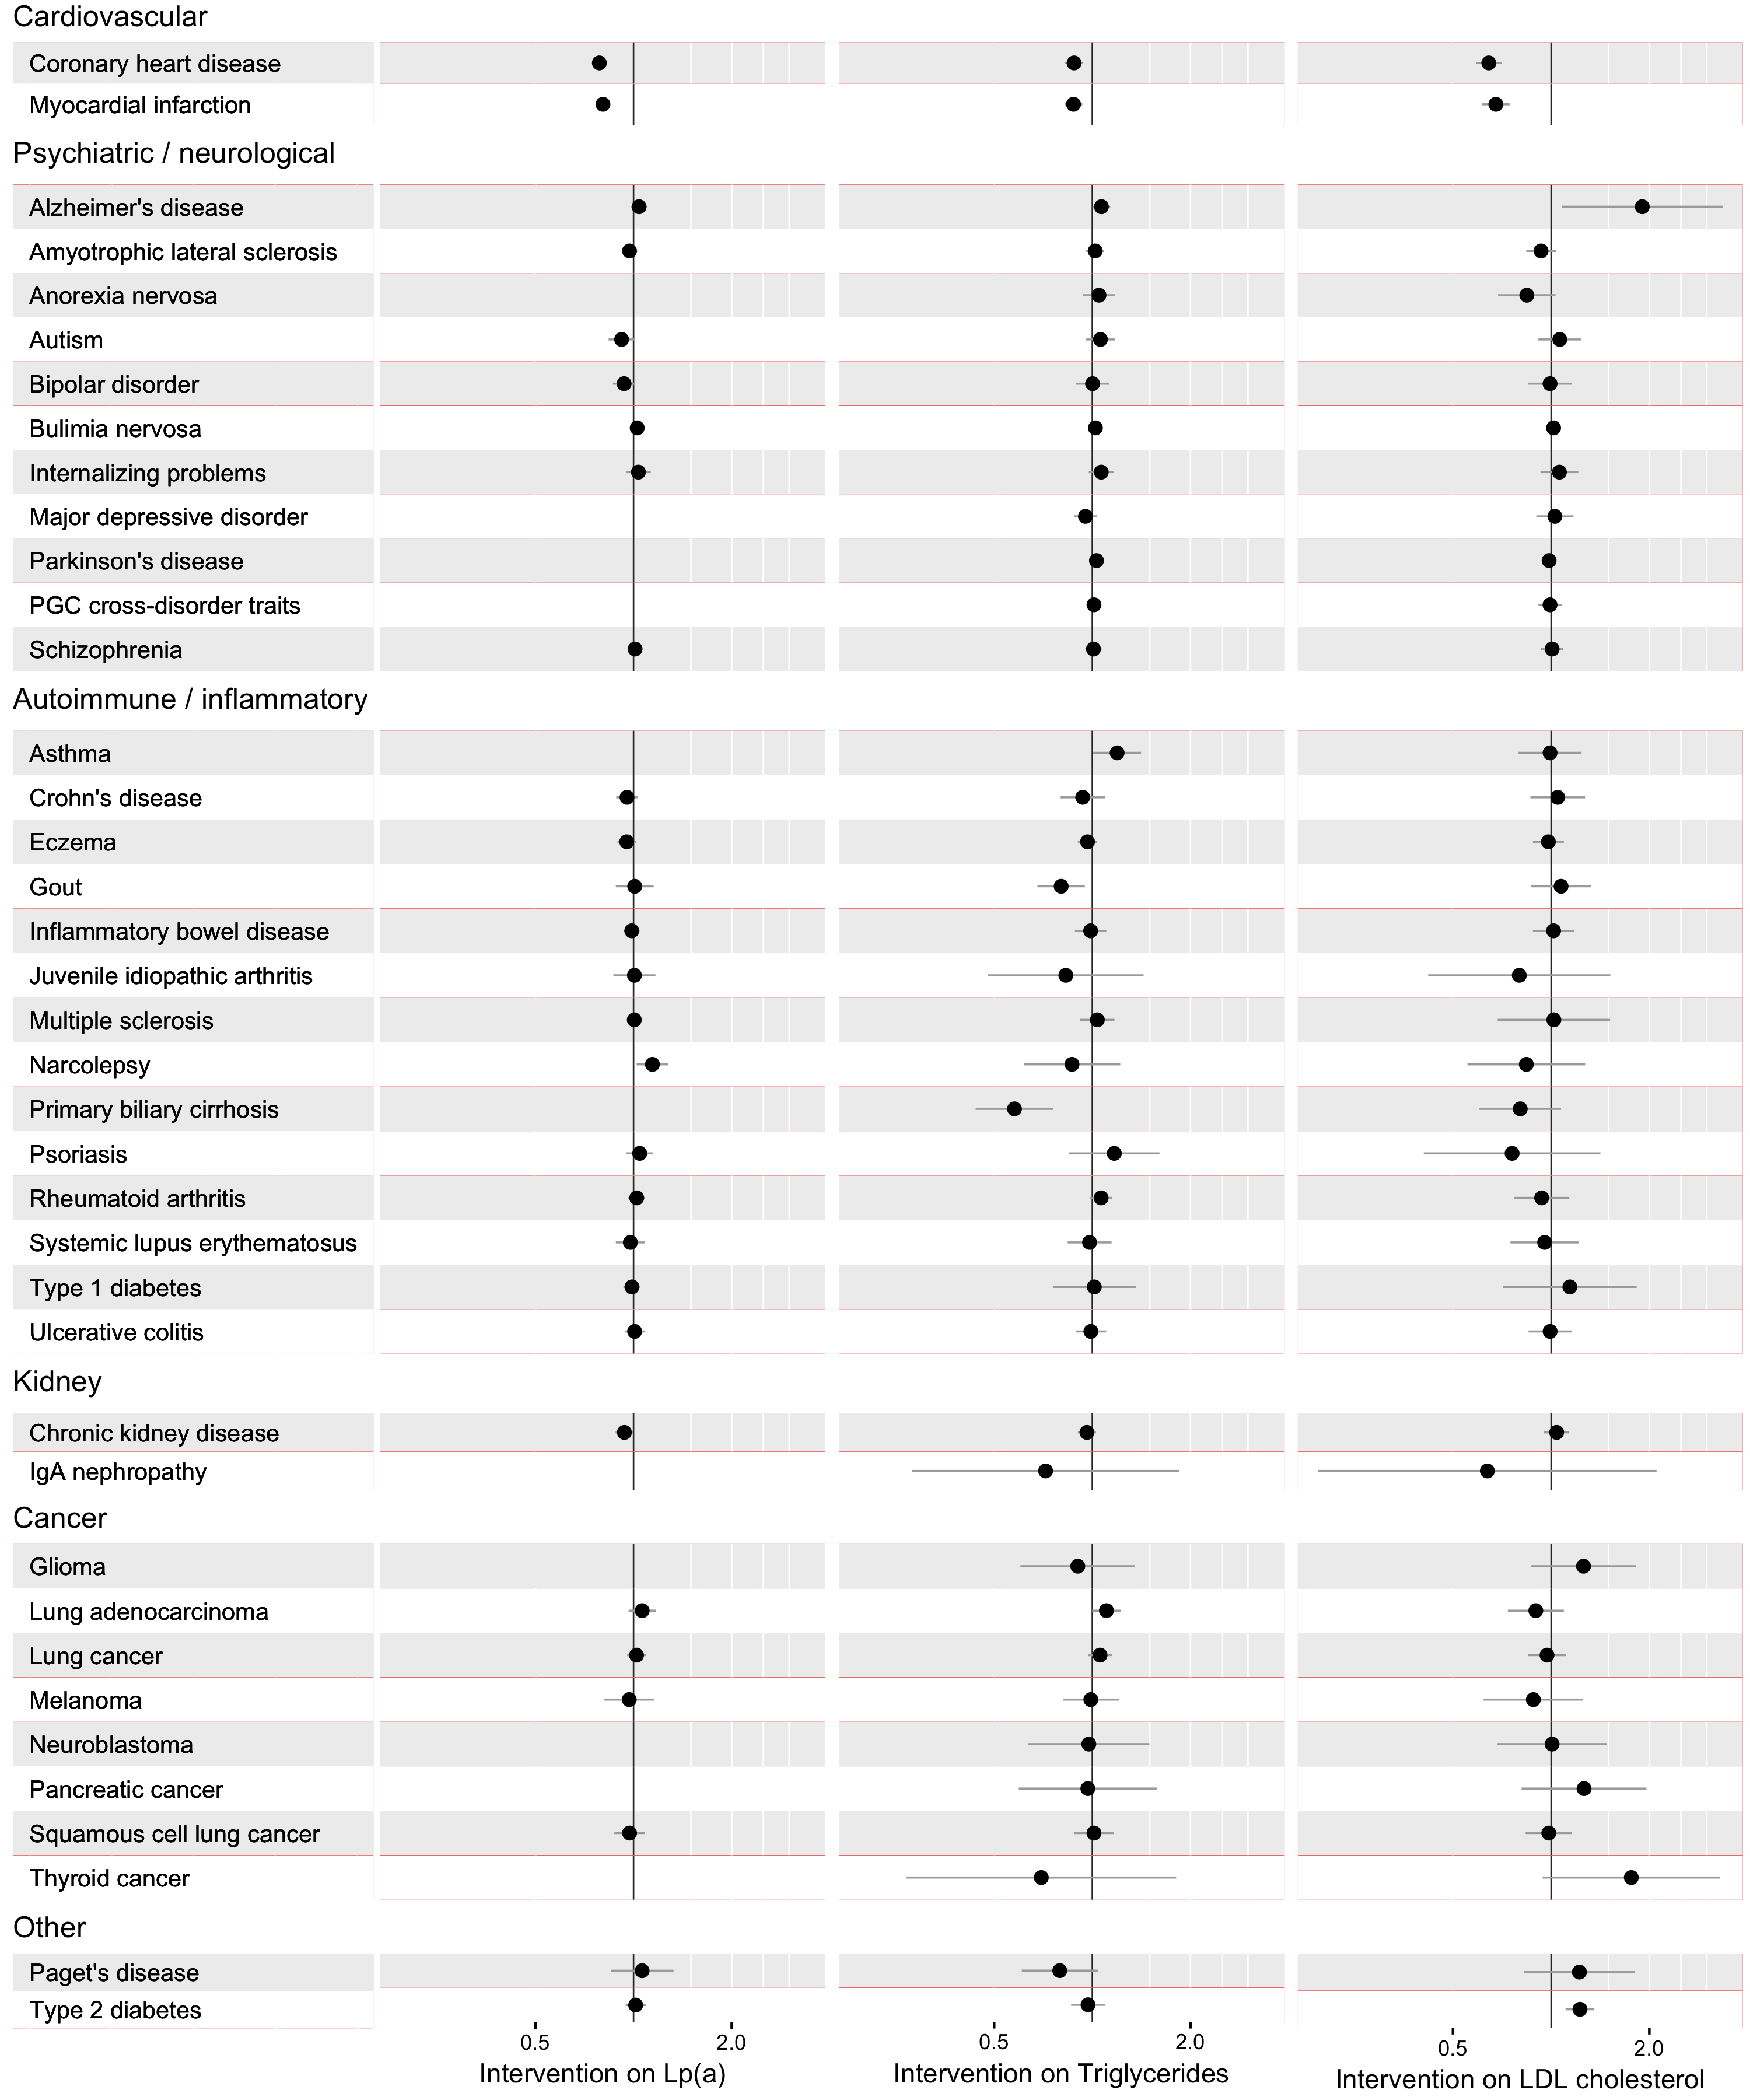 Cardiovascular
Coronary heart disease
Myocardial infarction
Psychiatric / neurological
Alzheimer's disease
Amyotrophic lateral sclerosis
Anorexia nervosa
Autism
Bipolar disorder
Bulimia nervosa
Internalizing problems
Major depressive disorder
Parkinson's disease
PGC cross-disorder traits
Schizophrenia
Autoimmune / inflammatory
Asthma
Crohn's disease
Eczema
Gout
Inflammatory bowel disease
Juvenile idiopathic arthritis
Multiple sclerosis
Narcolepsy
Primary biliary cirrhosis
Psoriasis
Rheumatoid arthritis
Systemic lupus erythematosus
Type 1 diabetes
Ulcerative colitis
Kidney
Chronic kidney disease
IgA nephropathy
Cancer
Glioma
Lung adenocarcinoma
Lung cancer
Melanoma
Neuroblastoma
Pancreatic cancer
Squamous cell lung cancer
Thyroid cancer
Other
Paget's disease
Type 2 diabetes
0.5 2.0 0.5 2.0 0.5 2.0
Intervention on Lp(a) Intervention on Triglycerides Intervention on LDL cholesterol